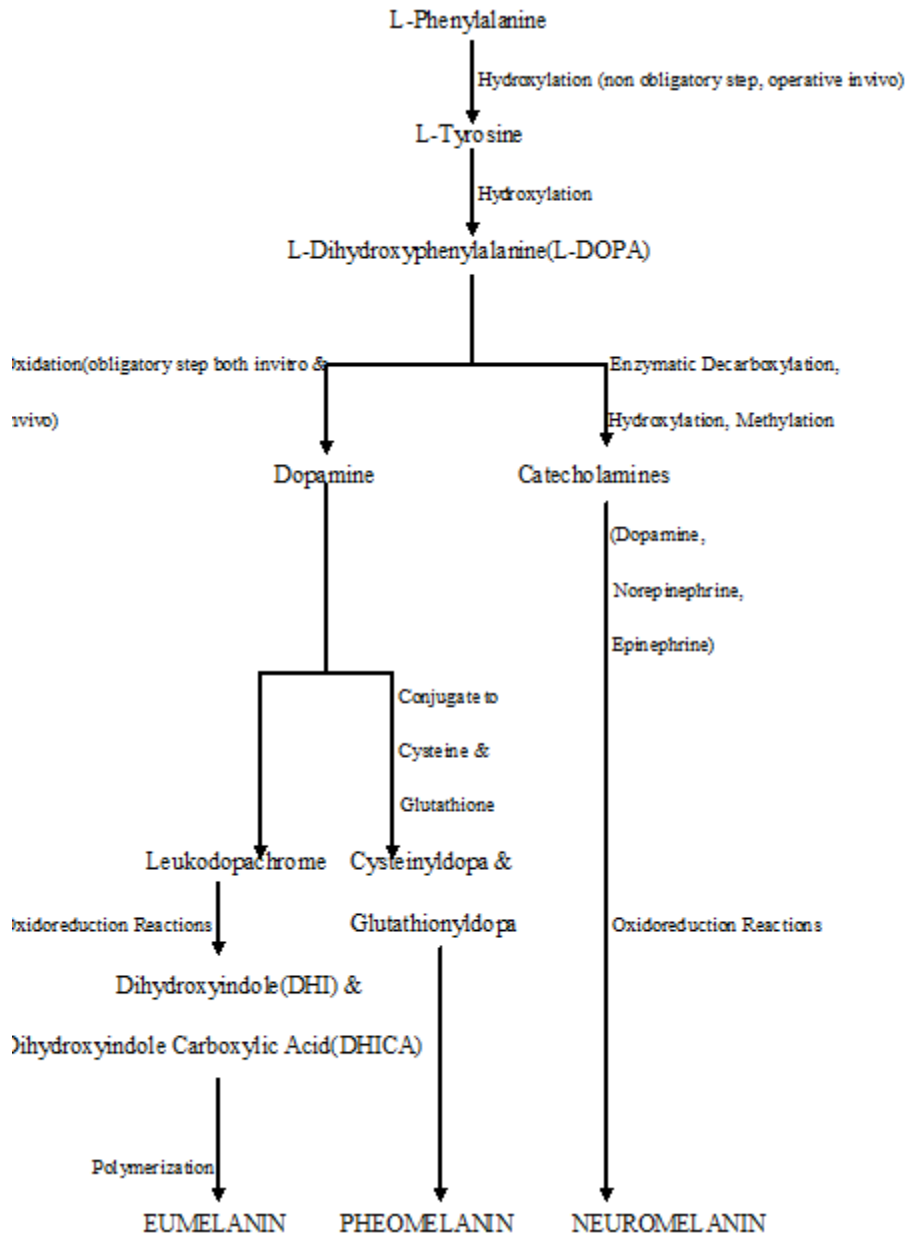 L-Phenylalanine
Hydroxylation (non obligatory step, operative invivo)
L-Tyrosine
Hydroxylation
L-Dihydroxyphenylalanine(L-DOPA)
Oxidation(obligatory step both invitro &
invivo)
Enzymatic Decarboxylation,
Hydroxylation, Methylation
Dopamine
Catecholamines
(Dopamine,
Norepinephrine,
Epinephrine)
Conjugate to
Cysteine &
Glutathione
Leukodopachrome
Cysteinyldopa &
Glutathionyldopa
Oxidoreduction Reactions
Oxidoreduction Reactions
Dihydroxyindole(DHI) &
Dihydroxyindole Carboxylic Acid(DHICA)
Polymerization
EUMELANIN
PHEOMELANIN
NEUROMELANIN